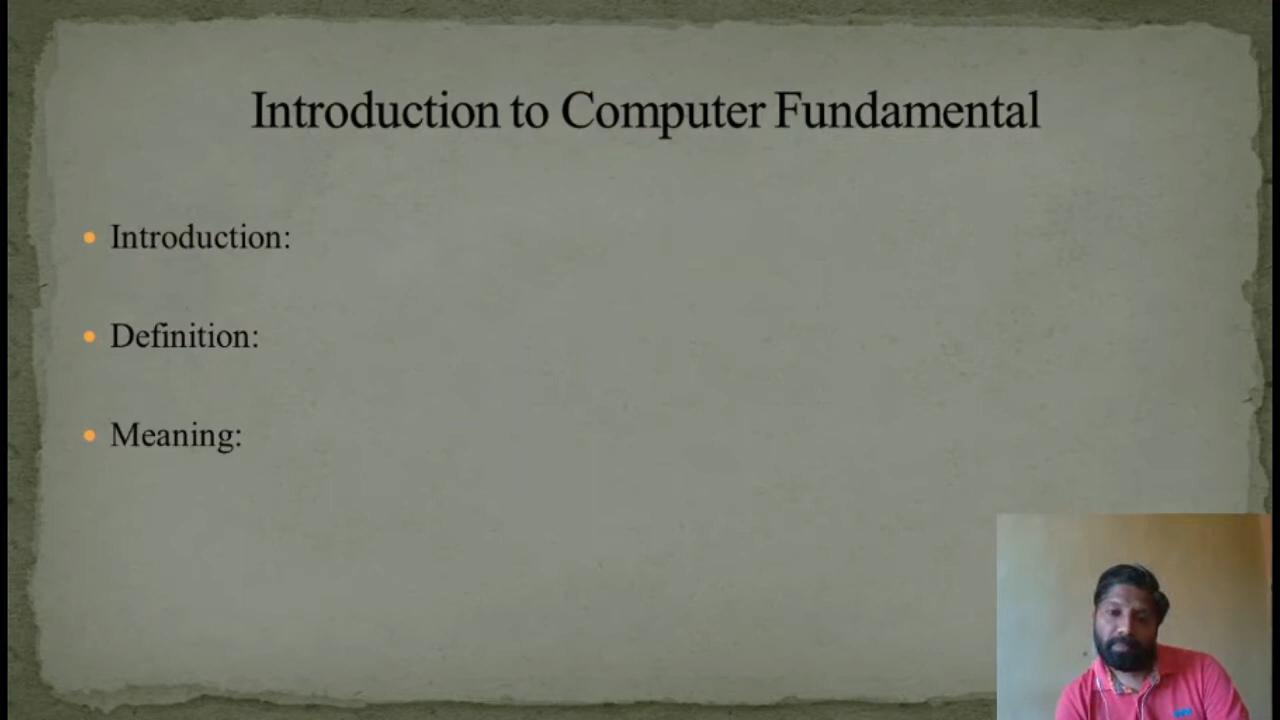 Introduction to Computer Fundamental
Introduction:
Definition:
Meaning: